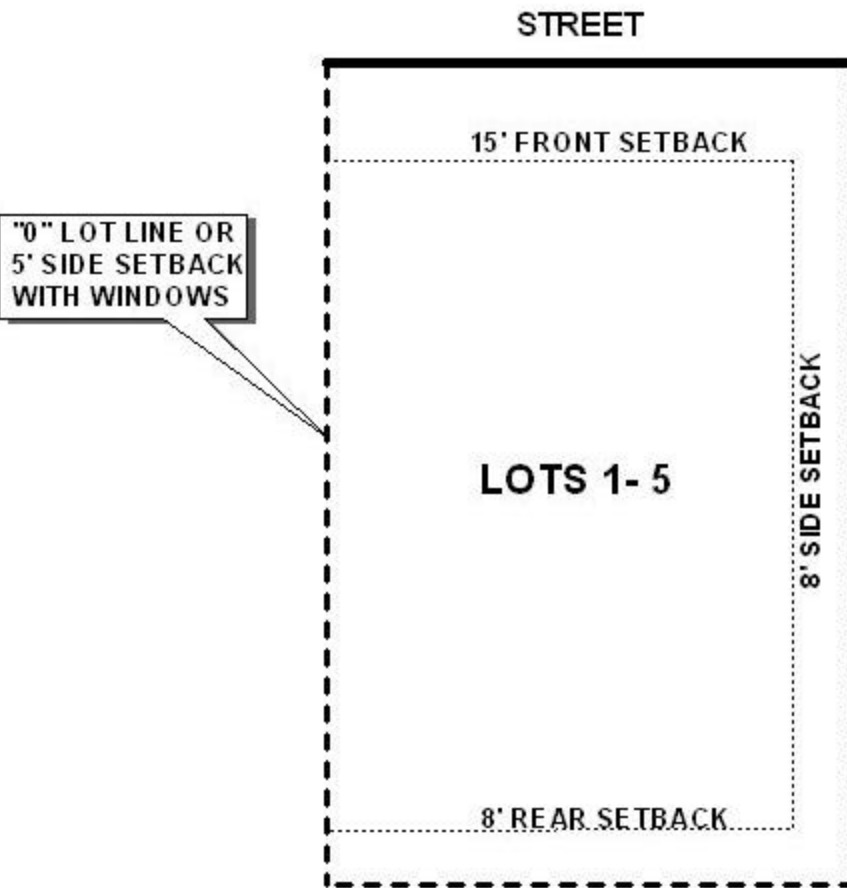 STREET
15' FRONT SETBACK
"0" LOT LINE OR
5' SIDE SETBACK
WITH WINDOWS
LOTS 1- 5
8' SIDE SETBACK
8' REAR SETBACK